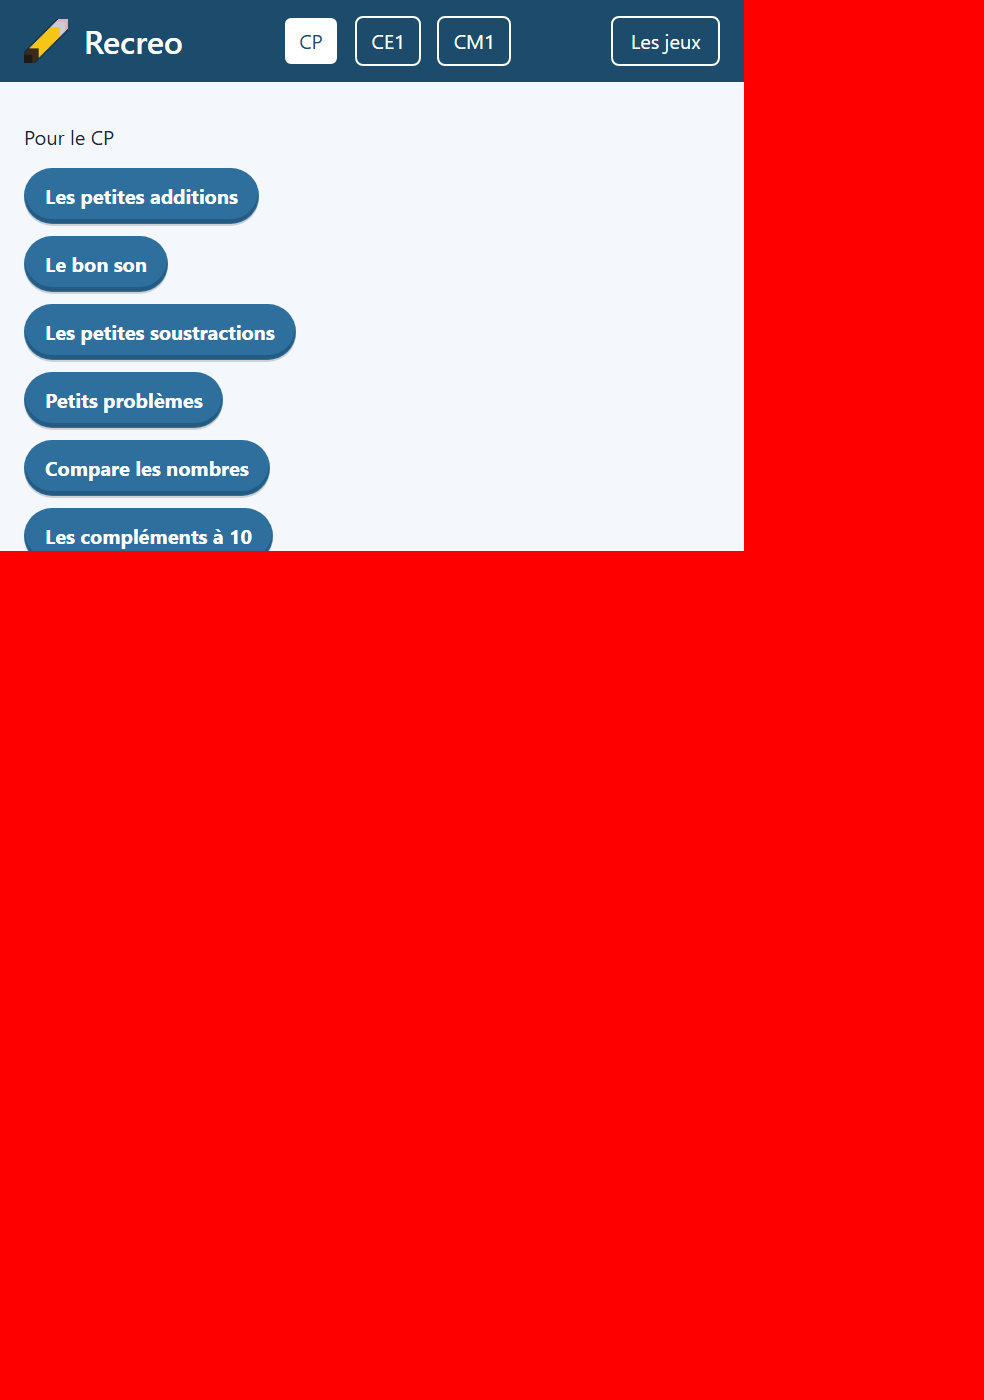 Recreo
CP
CE1
CM1
Les jeux
Pour le CP
Les petites additions
Le bon son
Les petites soustractions
Petits problèmes
Compare les nombres
Les compléments à 10